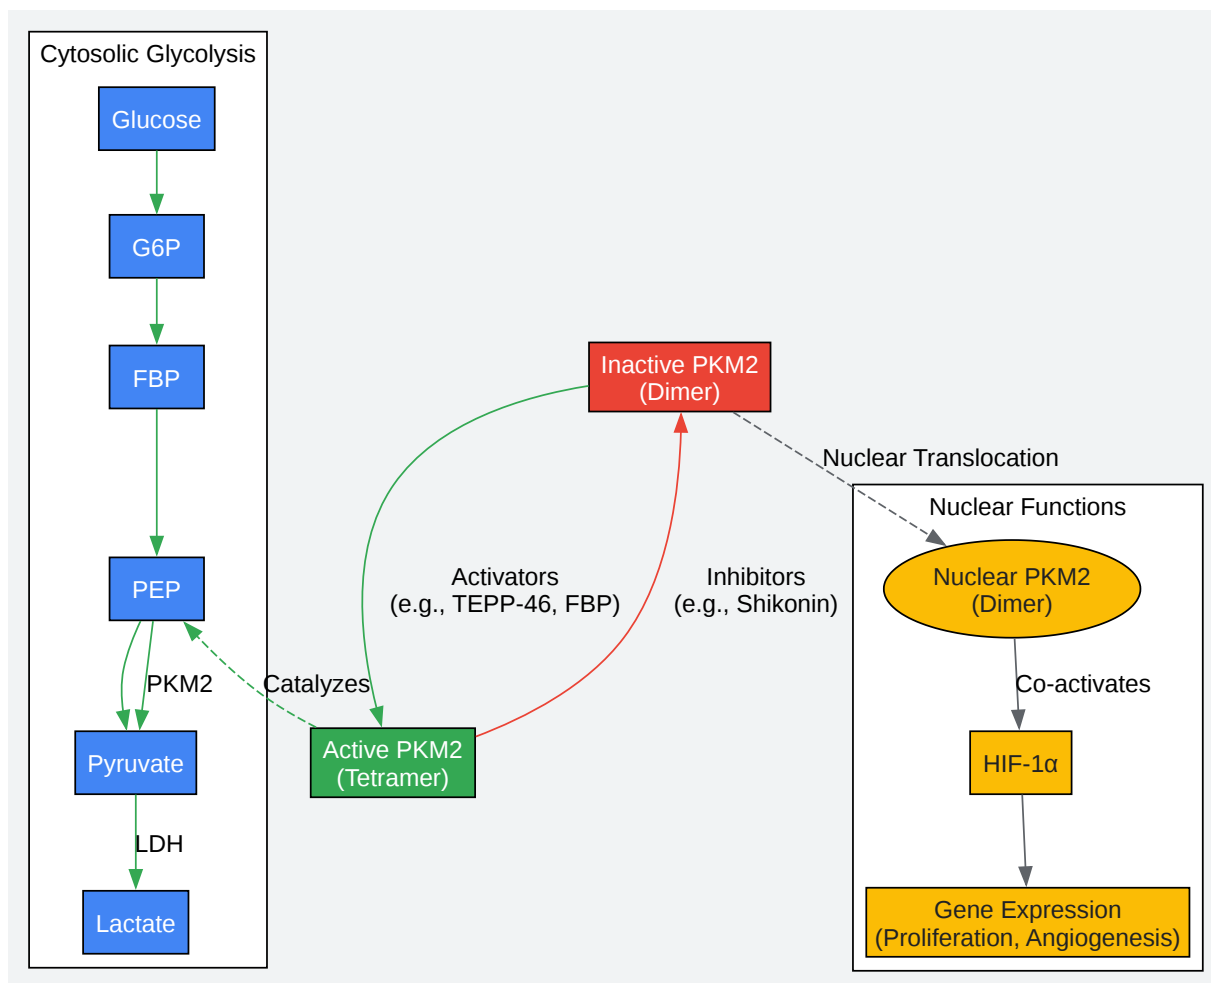 Cytosolic Glycolysis
Glucose
G6P
FBP
PEP
PKM2
Pyruvate
LDH
Lactate
Catalyzes
Inactive PKM2
(Dimer)
Activators
(e.g., TEPP-46, FBP)
Inhibitors
(e.g., Shikonin)
Active PKM2
(Tetramer)
Nuclear Translocation
Nuclear Functions
Nuclear PKM2
(Dimer)
Co-activates
HIF-1α
Gene Expression
(Proliferation, Angiogenesis)